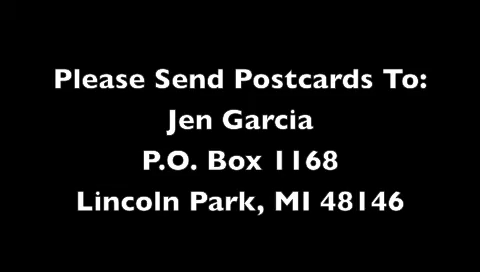 Please Send Postcards To:
Jen Garcia
P.O. Box 1168
Lincoln Park, MI 48146